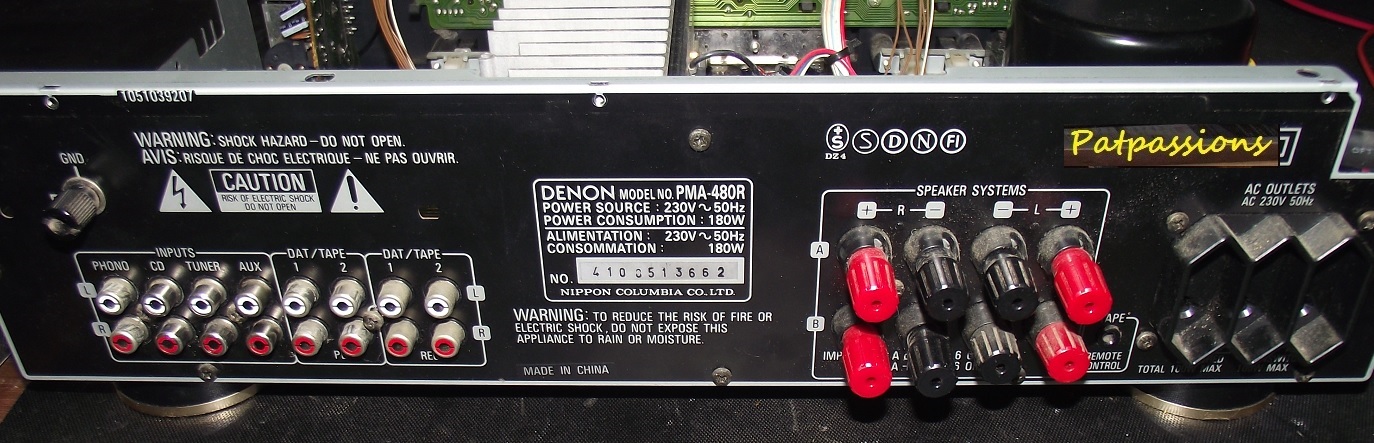 T051039207
WARNING: SHOCK HAZARD – DO NOT OPEN.
AVIS: RISQUE DE CHOC ELECTRIQUE – NE PAS OUVRIR.
GND
CAUTION
RISK OF ELECTRIC SHOCK
DO NOT OPEN
INPUTS
PHONO CD TUNER AUX
DAT/TAPE
1 2
DAT/TAPE
1 2
L L
R R
DENON MODEL NO. PMA-480R
POWER SOURCE : 230V~50Hz
POWER CONSUMPTION : 180W
ALIMENTATION : 230V~50Hz
CONSOMMATION : 180W
NO. 4100513662
NIPPON COLUMBIA CO., LTD.
WARNING: TO REDUCE THE RISK OF FIRE OR
ELECTRIC SHOCK, DO NOT EXPOSE THIS
APPLIANCE TO RAIN OR MOISTURE.
MADE IN CHINA
+S S D N FI
DZ4
Patpassions
SPEAKER SYSTEMS
+ R − − L +
A
B
REMOTE
CONTROL
AC OUTLETS
AC 230V 50Hz
TOTAL MAX
MAX